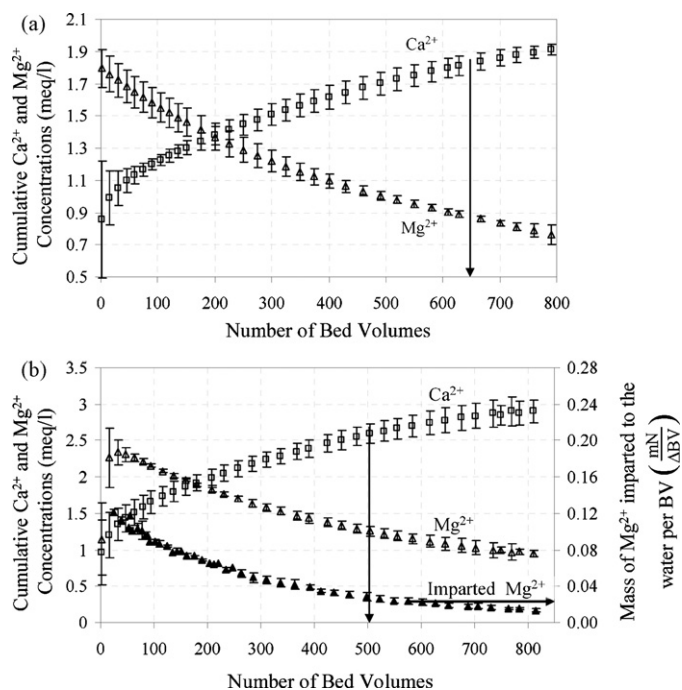 (a)
2.1
1.9
1.7
1.5
1.3
1.1
0.9
0.7
0.5
Cumulative Ca²⁺ and Mg²⁺
Concentrations (meq/l)
Ca²⁺
Mg²⁺
0 100 200 300 400 500 600 700 800
Number of Bed Volumes
(b)
3.5
3
2.5
2
1.5
1
0.5
0
Cumulative Ca²⁺ and Mg²⁺
Concentrations (meq/l)
Ca²⁺
Mg²⁺
Imparted Mg²⁺
0.28
0.24
0.20
0.16
0.12
0.08
0.04
0.00
Mass of Mg²⁺ imparted to the
water per BV (mN/ΔBV)
0 100 200 300 400 500 600 700 800
Number of Bed Volumes